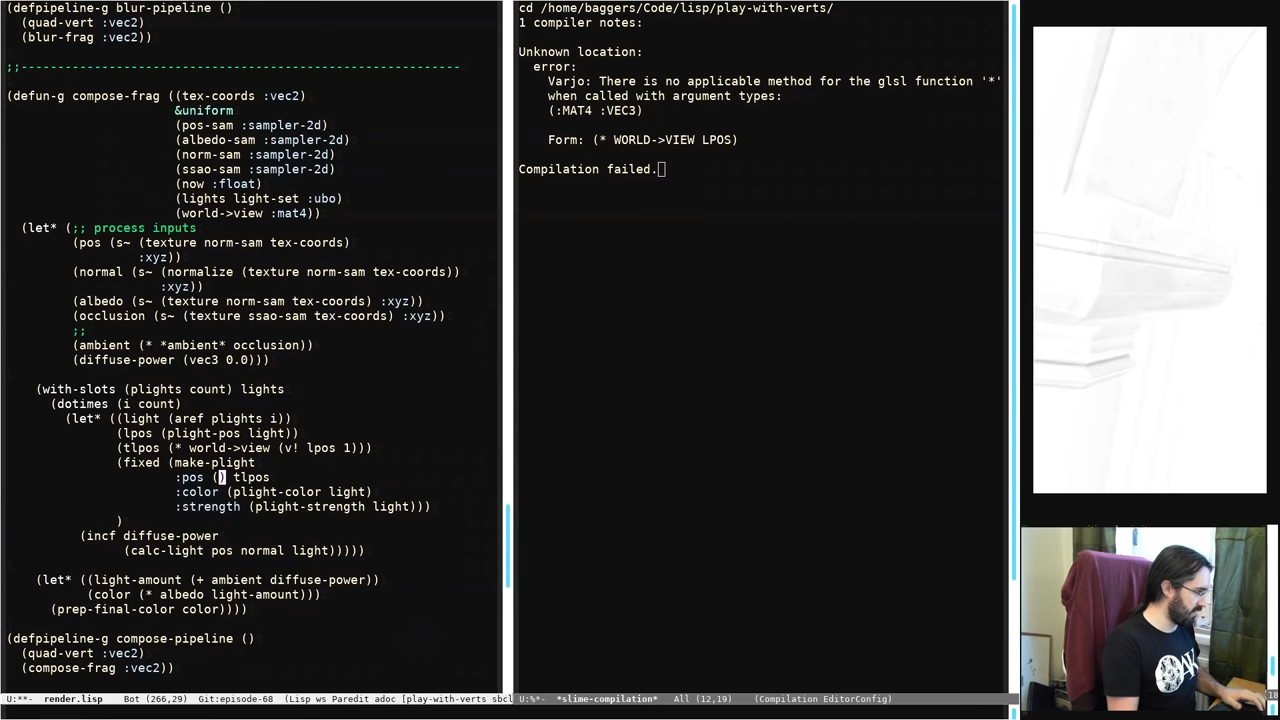 (defpipeline-g blur-pipeline ()
  (quad-vert :vec2)
  (blur-frag :vec2))
;;------------------------------------------------------------
(defun-g compose-frag ((tex-coords :vec2)
                       &uniform
                       (pos-sam :sampler-2d)
                       (albedo-sam :sampler-2d)
                       (norm-sam :sampler-2d)
                       (ssao-sam :sampler-2d)
                       (now :float)
                       (lights light-set :ubo)
                       (world->view :mat4))
  (let* (;; process inputs
         (pos (s~ (texture norm-sam tex-coords)
                  :xyz))
         (normal (s~ (normalize (texture norm-sam tex-coords))
                     :xyz))
         (albedo (s~ (texture norm-sam tex-coords) :xyz))
         (occlusion (s~ (texture ssao-sam tex-coords) :xyz))
         ;;
         (ambient (* *ambient* occlusion))
         (diffuse-power (vec3 0.0)))
    (with-slots (plights count) lights
      (dotimes (i count)
        (let* ((light (aref plights i))
               (lpos (plight-pos light))
               (tlpos (* world->view (v! lpos 1)))
               (fixed (make-plight
                       :pos () tlpos
                       :color (plight-color light)
                       :strength (plight-strength light)))
               )
          (incf diffuse-power
                (calc-light pos normal light)))))
    (let* ((light-amount (+ ambient diffuse-power))
           (color (* albedo light-amount)))
      (prep-final-color color))))
(defpipeline-g compose-pipeline ()
  (quad-vert :vec2)
  (compose-frag :vec2))
U:**-  render.lisp    Bot (266,29)  Git:episode-68  (Lisp ws Paredit adoc [play-with-verts sbcl
cd /home/baggers/Code/lisp/play-with-verts/
1 compiler notes:
Unknown location:
  error:
    Varjo: There is no applicable method for the glsl function '*'
    when called with argument types:
    (:MAT4 :VEC3)
    Form: (* WORLD->VIEW LPOS)
Compilation failed.
U:%*-  *slime-compilation*   All (12,19)    (Compilation EditorConfig)
18